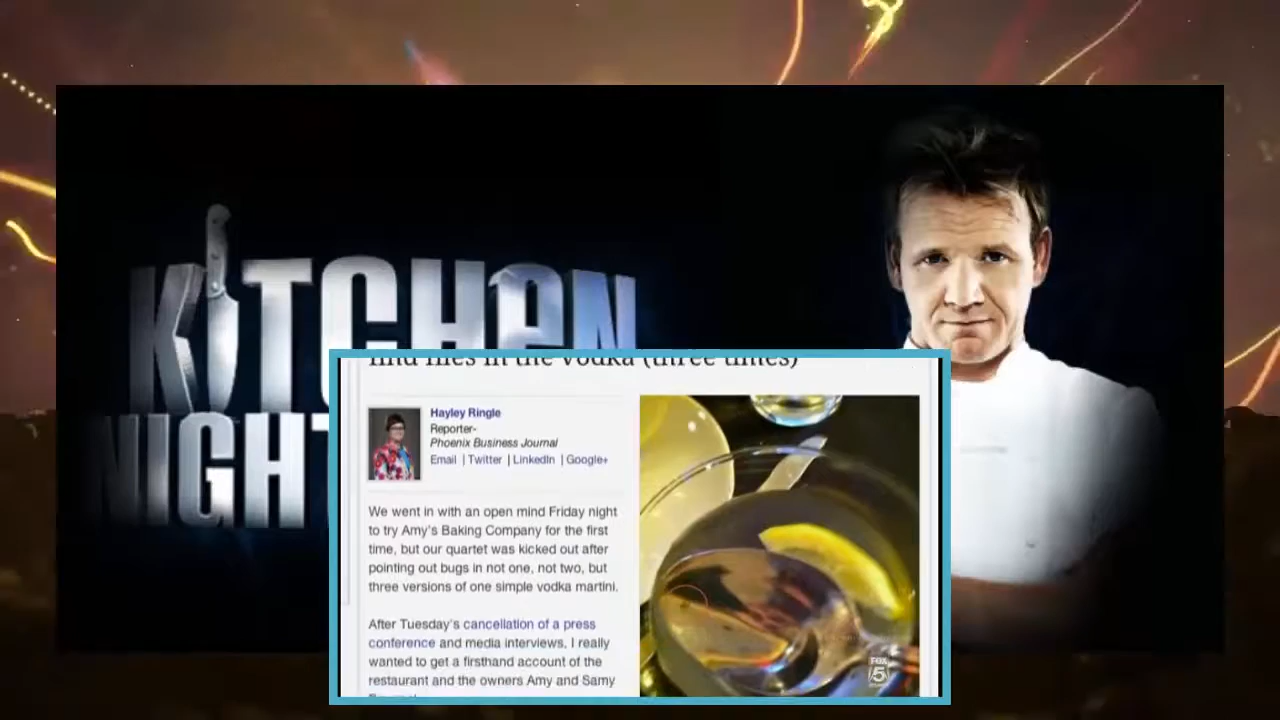 KiTCHeN
NIGHT
find flies in the vodka (three times)
Hayley Ringle
Reporter-
Phoenix Business Journal
Email | Twitter | LinkedIn | Google+
We went in with an open mind Friday night
to try Amy's Baking Company for the first
time, but our quartet was kicked out after
pointing out bugs in not one, not two, but
three versions of one simple vodka martini.
After Tuesday's cancellation of a press
conference and media interviews, I really
wanted to get a firsthand account of the
restaurant and the owners Amy and Samy
FOX
5